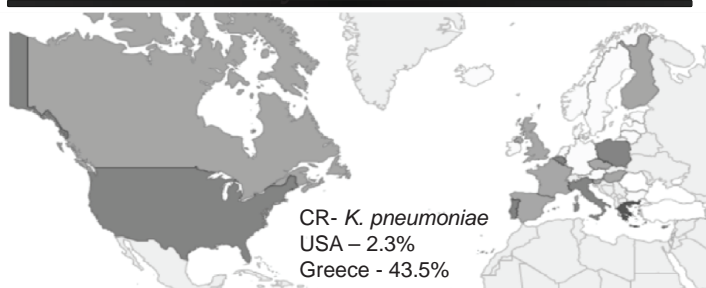 CR- K. pneumoniae
USA – 2.3%
Greece - 43.5%